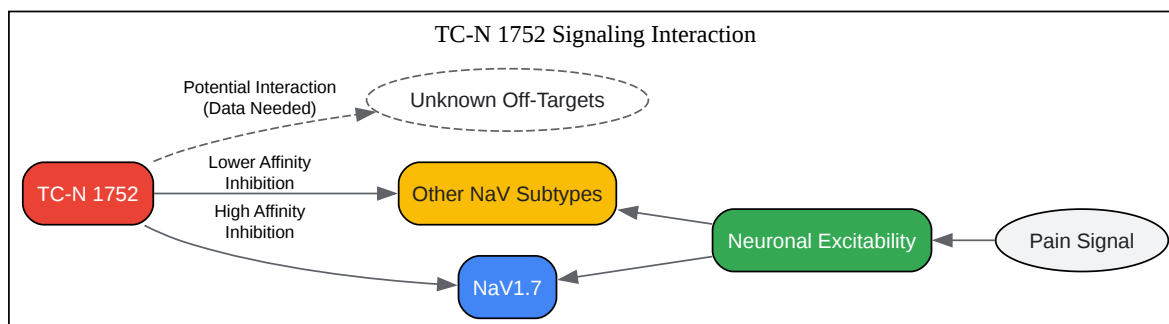 TC-N 1752 Signaling Interaction
Potential Interaction
(Data Needed)
Unknown Off-Targets
Lower Affinity
Inhibition
TC-N 1752
Other NaV Subtypes
High Affinity
Inhibition
Neuronal Excitability
Pain Signal
NaV1.7